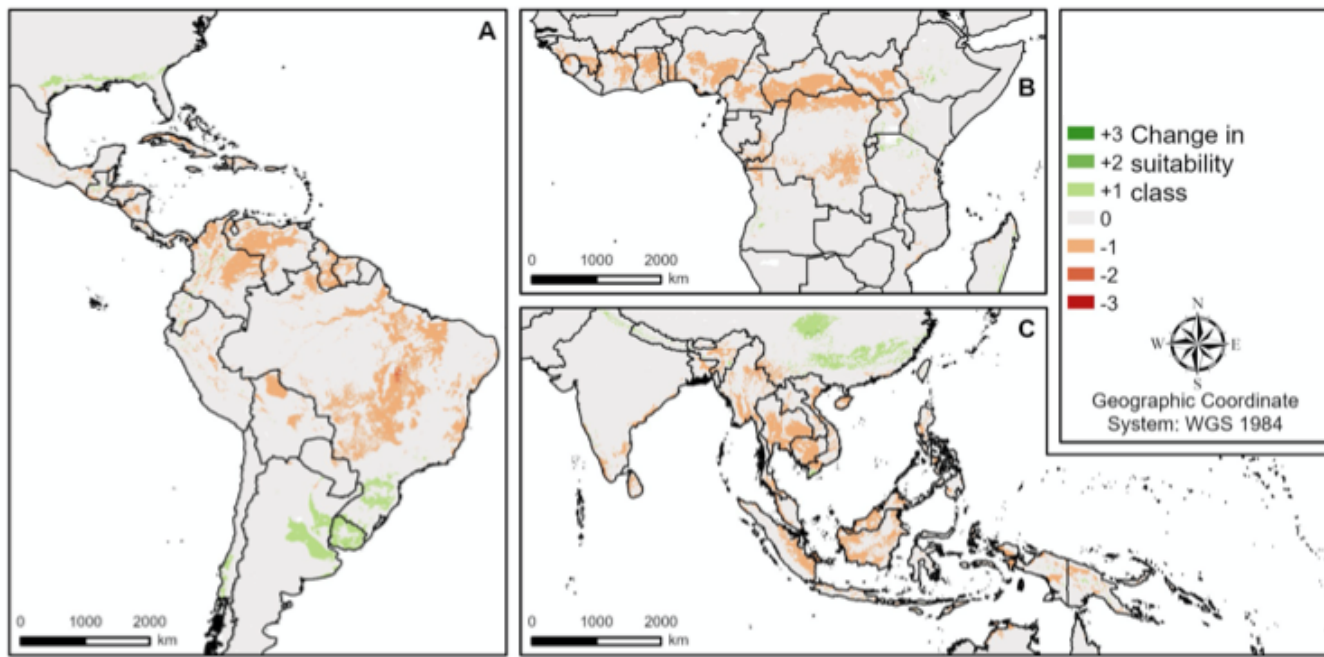 A
0 1000 2000
km
B
0 1000 2000
km
C
0 1000 2000
km
+3 Change in
+2 suitability
+1 class
0
-1
-2
-3
N
W E
S
Geographic Coordinate
System: WGS 1984